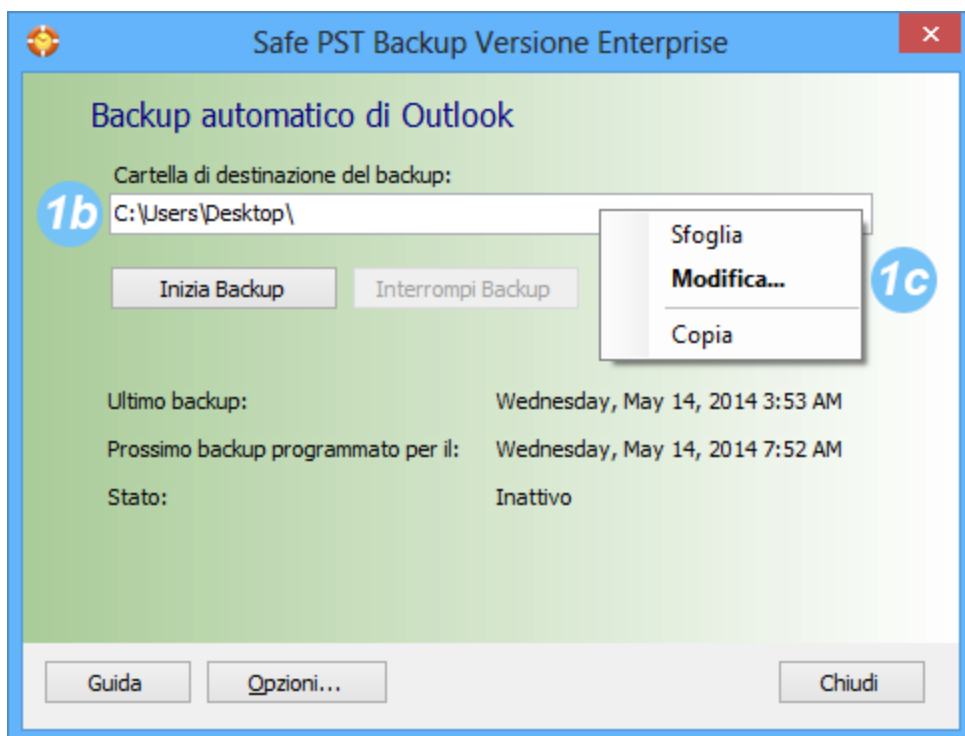 Safe PST Backup Versione Enterprise
Backup automatico di Outlook
Cartella di destinazione del backup:
1b
C:\Users\Desktop\
Sfoglia
Modifica...
1c
Copia
Inizia Backup
Interrompi Backup
Ultimo backup: Wednesday, May 14, 2014 3:53 AM
Prossimo backup programmato per il: Wednesday, May 14, 2014 7:52 AM
Stato: Inattivo
Guida
Opzioni...
Chiudi